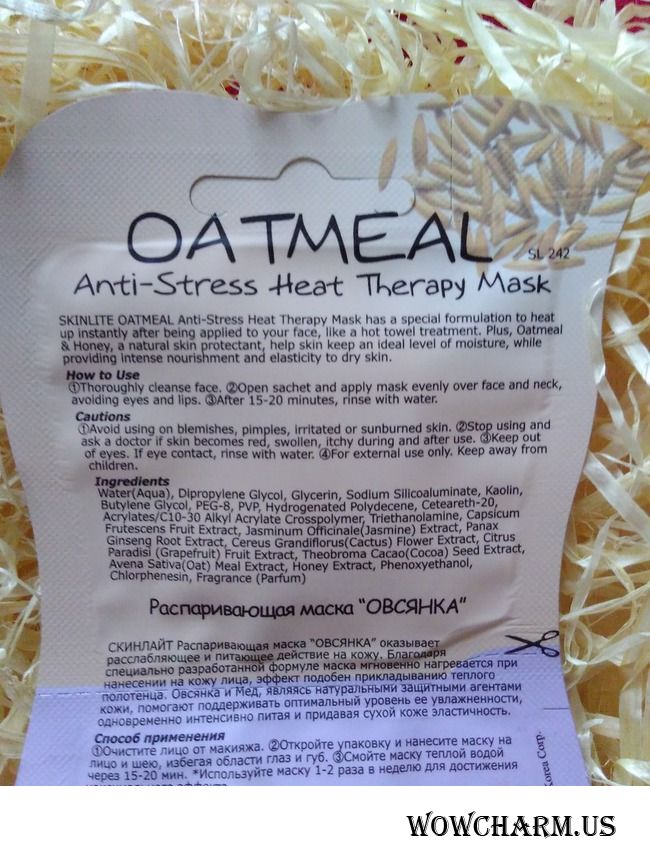 OATMEAL
SL 242
Anti-Stress Heat Therapy Mask
SKINLITE OATMEAL Anti-Stress Heat Therapy Mask has a special formulation to heat
up instantly after being applied to your face, like a hot towel treatment. Plus, Oatmeal
& Honey, a natural skin protectant, help skin keep an ideal level of moisture, while
providing intense nourishment and elasticity to dry skin.
How to Use
①Thoroughly cleanse face. ②Open sachet and apply mask evenly over face and neck,
avoiding eyes and lips. ③After 15-20 minutes, rinse with water.
Cautions
①Avoid using on blemishes, pimples, irritated or sunburned skin. ②Stop using and
ask a doctor if skin becomes red, swollen, itchy during and after use. ③Keep out
of eyes. If eye contact, rinse with water. ④For external use only. Keep away from
children.
Ingredients
Water(Aqua), Dipropylene Glycol, Glycerin, Sodium Silicoaluminate, Kaolin,
Butylene Glycol, PEG-8, PVP, Hydrogenated Polydecene, Ceteareth-20,
Acrylates/C10-30 Alkyl Acrylate Crosspolymer, Triethanolamine, Capsicum
Frutescens Fruit Extract, Jasminum Officinale(Jasmine) Extract, Panax
Ginseng Root Extract, Cereus Grandiflorus(Cactus) Flower Extract, Citrus
Paradisi (Grapefruit) Fruit Extract, Theobroma Cacao(Cocoa) Seed Extract,
Avena Sativa(Oat) Meal Extract, Honey Extract, Phenoxyethanol,
Chlorphenesin, Fragrance (Parfum)
Распаривающая маска "ОВСЯНКА"
СКИНЛАЙТ Распаривающая маска "ОВСЯНКА" оказывает
расслабляющее и питающее действие на кожу. Благодаря
специально разработанной формуле маска мгновенно нагревается при
нанесении на кожу лица, эффект подобен прикладыванию теплого
полотенца. Овсянка и Мед, являясь натуральными защитными агентами
кожи, помогают поддерживать оптимальный уровень ее увлажненности,
одновременно интенсивно питая и придавая сухой коже эластичность.
Способ применения
①Очистите лицо от макияжа. ②Откройте упаковку и нанесите маску на
лицо и шею, избегая области глаз и губ. ③Смойте маску теплой водой
через 15-20 мин. *Используйте маску 1-2 раза в неделю для достижения
Korea Corp.
WOWCHARM.US